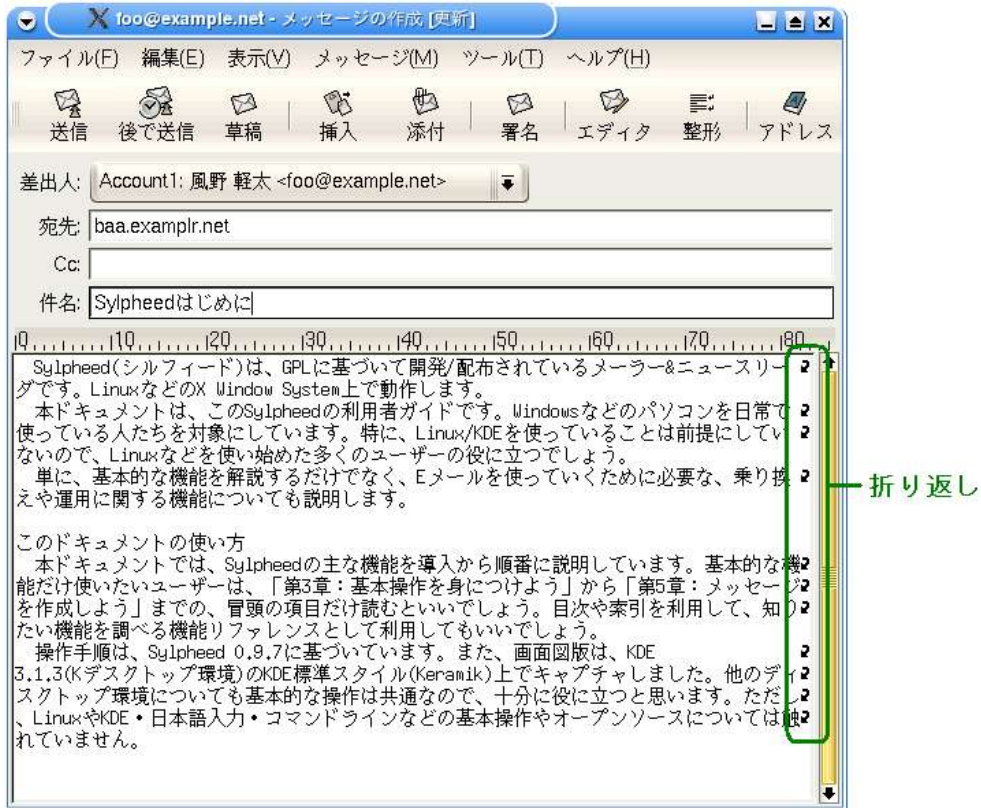 foo@example.net - メッセージの作成 [更新]
ファイル(F) 編集(E) 表示(V) メッセージ(M) ツール(T) ヘルプ(H)
送信 後で送信 草稿 挿入 添付 署名 エディタ 整形 アドレス
差出人: Account1: 風野 軽太 <foo@example.net>
宛先: baa.examplr.net
Cc:
件名: Sylpheedはじめに
0 10 20 30 40 50 60 70 80
Sylpheed(シルフィード)は、GPLに基づいて開発/配布されているメーラー&ニュースリー
ダです。LinuxなどのX Window System上で動作します。
本ドキュメントは、このSylpheedの利用者ガイドです。Windowsなどのパソコンを日常で
使っている人たちを対象にしています。特に、Linux/KDEを使っていることは前提にしてい
ないので、Linuxなどを使い始めた多くのユーザーの役に立つでしょう。
単に、基本的な機能を解説するだけでなく、Eメールを使っていくために必要な、乗り換
えや運用に関する機能についても説明します。
このドキュメントの使い方
本ドキュメントでは、Sylpheedの主な機能を導入から順番に説明しています。基本的な機
能だけ使いたいユーザーは、「第3章：基本操作を身につけよう」から「第5章：メッセージ
を作成しよう」までの、冒頭の項目だけ読むといいでしょう。目次や索引を利用して、知り
たい機能を調べる機能リファレンスとして利用してもいいでしょう。
操作手順は、Sylpheed 0.9.7に基づいています。また、画面図版は、KDE
3.1.3(Kデスクトップ環境)のKDE標準スタイル(Keramik)上でキャプチャしました。他のディ
スクトップ環境についても基本的な操作は共通なので、十分に役に立つと思います。ただし
、LinuxやKDE・日本語入力・コマンドラインなどの基本操作やオープンソースについては触
れていません。
折り返し